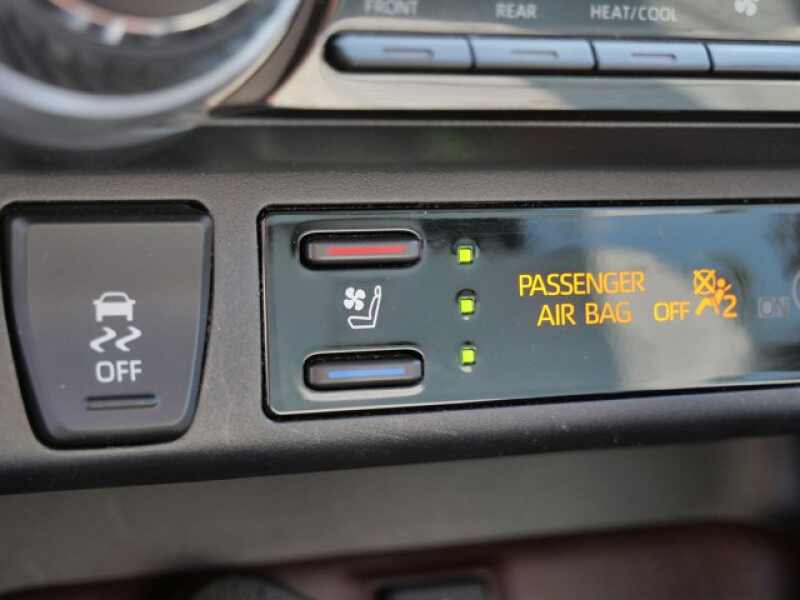 FRONT REAR HEAT/COOL
PASSENGER
AIR BAG OFF 2 ON
OFF